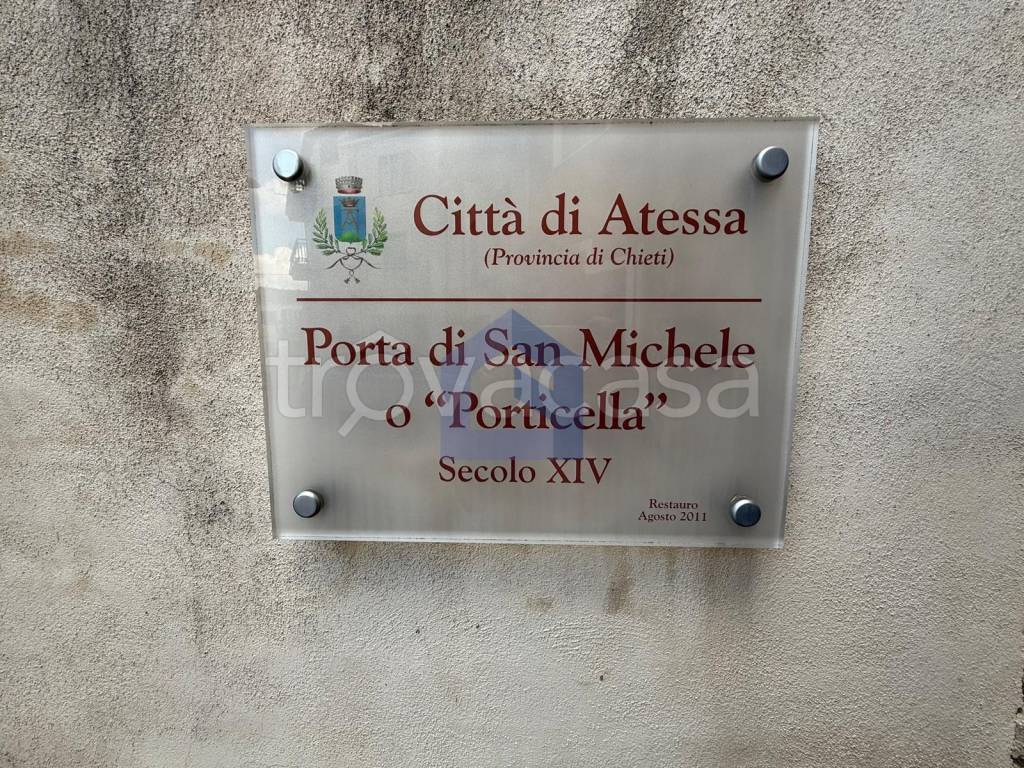 Città di Atessa
(Provincia di Chieti)
Porta di San Michele
o “Porticella”
Secolo XIV
Restauro
Agosto 2011
trovacasa